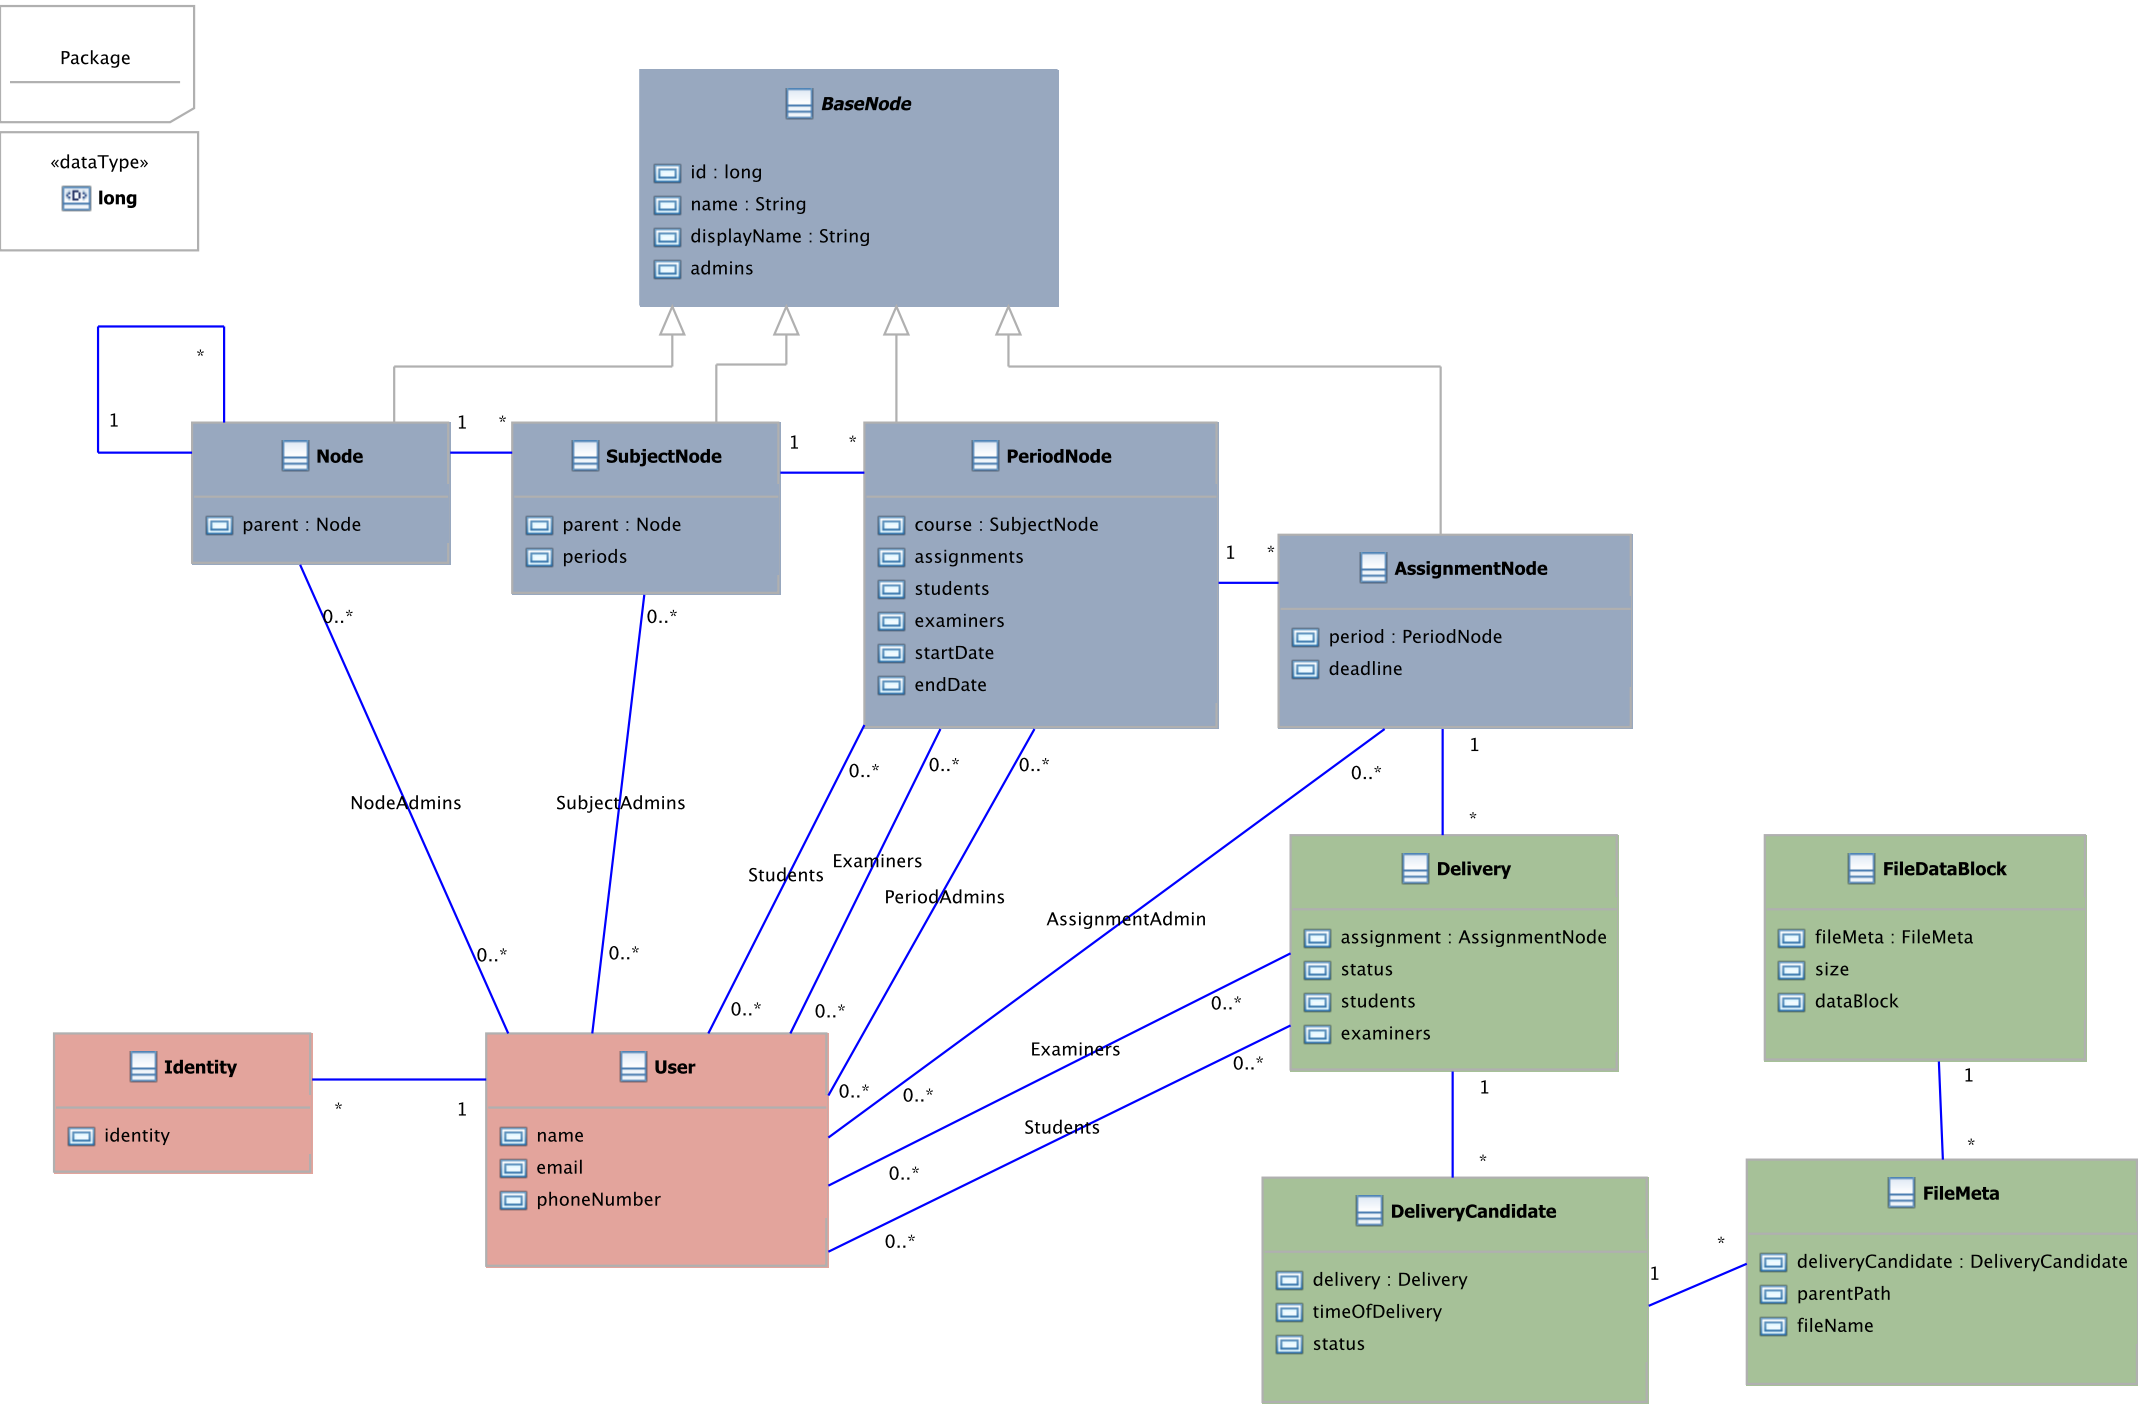 Package
«dataType»
<D> long
BaseNode
id : long
name : String
displayName : String
admins
*
1
Node
parent : Node
1
*
SubjectNode
parent : Node
periods
1
*
PeriodNode
course : SubjectNode
assignments
students
examiners
startDate
endDate
1
*
AssignmentNode
period : PeriodNode
deadline
0..*
NodeAdmins
0..*
0..*
SubjectAdmins
0..*
0..*
Students
0..*
0..*
Examiners
0..*
0..*
PeriodAdmins
0..*
0..*
AssignmentAdmin
0..*
1
*
Delivery
assignment : AssignmentNode
status
students
examiners
0..*
Examiners
0..*
0..*
Students
0..*
FileDataBlock
fileMeta : FileMeta
size
dataBlock
Identity
identity
*
1
User
name
email
phoneNumber
1
*
DeliveryCandidate
delivery : Delivery
timeOfDelivery
status
1
*
1
*
FileMeta
deliveryCandidate : DeliveryCandidate
parentPath
fileName